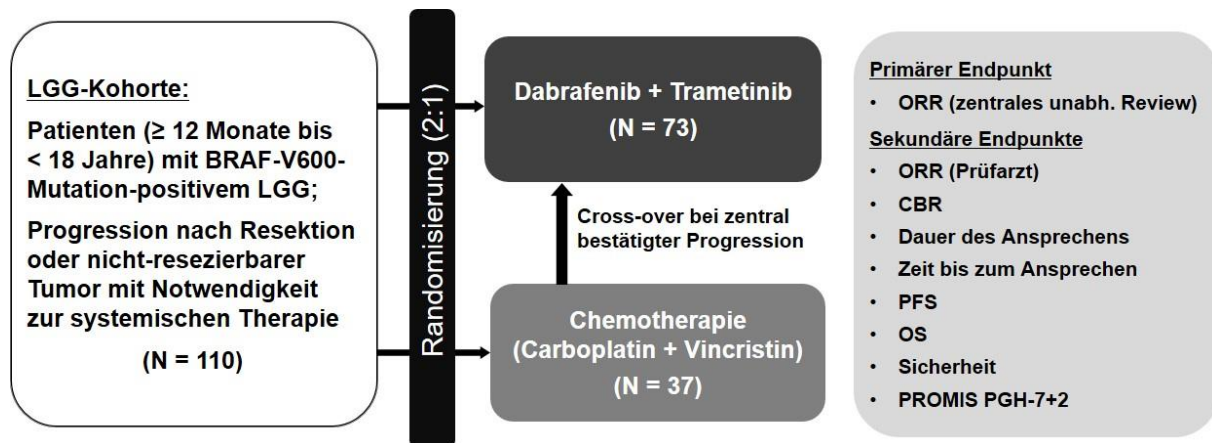 LGG-Kohorte:
Patienten (≥ 12 Monate bis
< 18 Jahre) mit BRAF-V600-
Mutation-positivem LGG;
Progression nach Resektion
oder nicht-resezierbarer
Tumor mit Notwendigkeit
zur systemischen Therapie
(N = 110)
Randomisierung (2:1)
Dabrafenib + Trametinib
(N = 73)
Cross-over bei zentral
bestätigter Progression
Chemotherapie
(Carboplatin + Vincristin)
(N = 37)
Primärer Endpunkt
• ORR (zentrales unabh. Review)
Sekundäre Endpunkte
• ORR (Prüfarzt)
• CBR
• Dauer des Ansprechens
• Zeit bis zum Ansprechen
• PFS
• OS
• Sicherheit
• PROMIS PGH-7+2